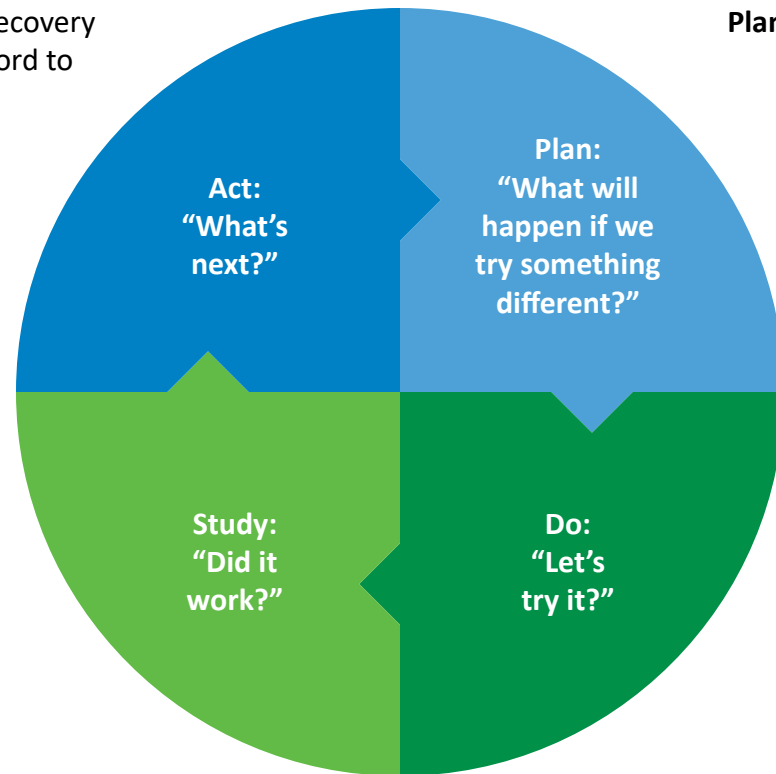 ecovery
ord to
Plan
Act:
“What’s
next?”
Plan:
“What will
happen if we
try something
different?”
Study:
“Did it
work?”
Do:
“Let’s
try it?”